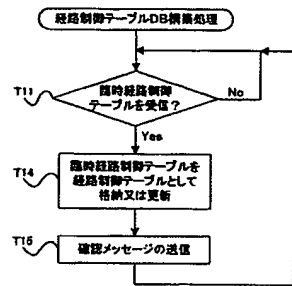 経路制御テーブルDB構築処理
T11
臨時経路制御
テーブルを受信？
No
Yes
T14
臨時経路制御テーブルを
経路制御テーブルとして
格納又は更新
T15
確認メッセージの送信